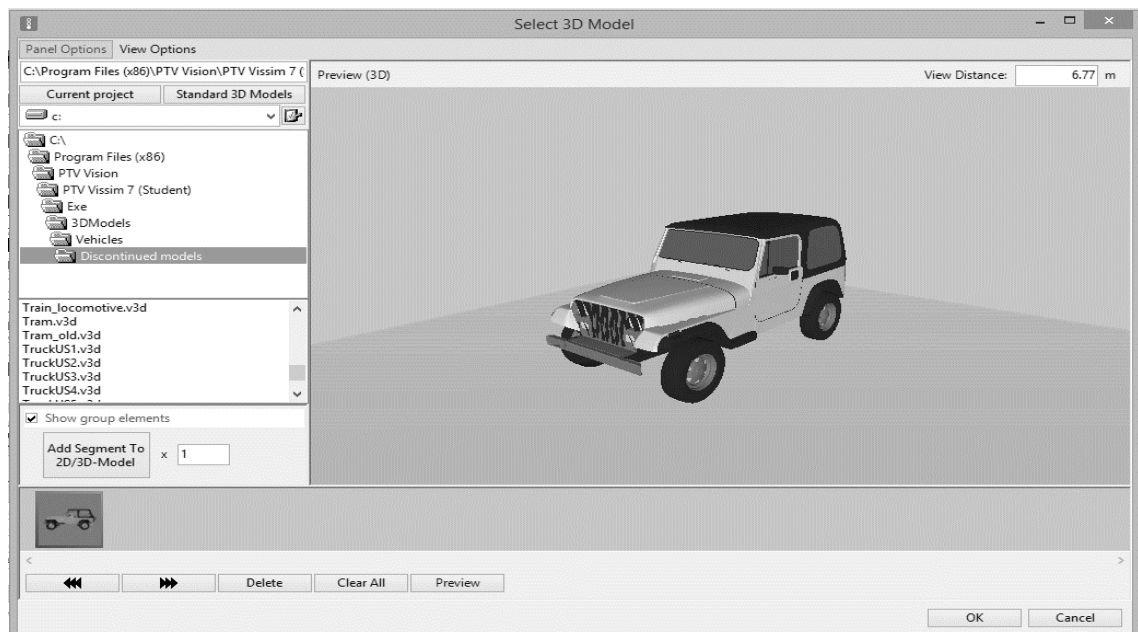 Select 3D Model
Panel Options View Options
C:\Program Files (x86)\PTV Vision\PTV Vissim 7 (
Preview (3D)
View Distance: 6.77 m
Current project Standard 3D Models
c:
C:\
Program Files (x86)
PTV Vision
PTV Vissim 7 (Student)
Exe
3DModels
Vehicles
Discontinued models
Train_locomotive.v3d
Tram.v3d
Tram_old.v3d
TruckUS1.v3d
TruckUS2.v3d
TruckUS3.v3d
TruckUS4.v3d
Show group elements
Add Segment To
2D/3D-Model
x 1
Delete Clear All Preview
OK Cancel